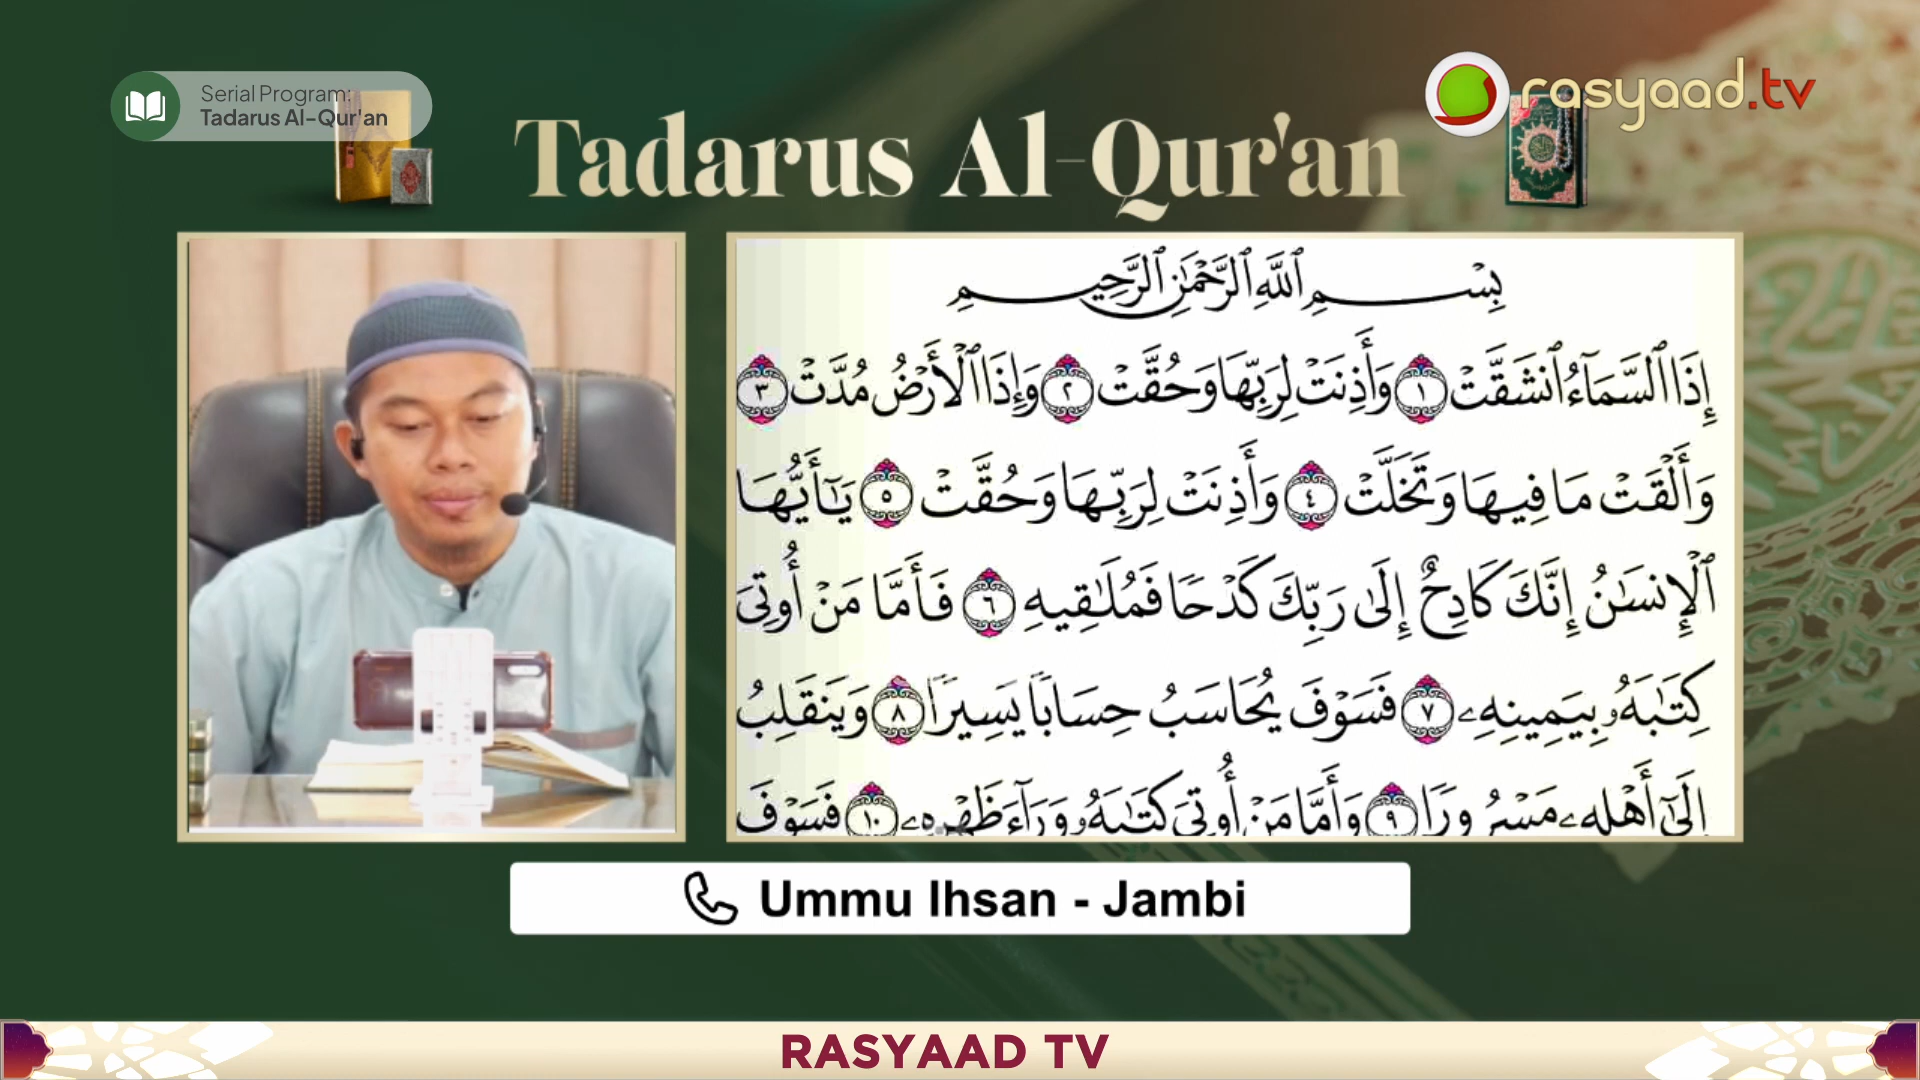 Serial Program:
Tadarus Al-Qur'an
rasyaad.tv
Tadarus Al-Qur'an
بِسْمِ ٱللَّهِ ٱلرَّحْمَٰنِ ٱلرَّحِيمِ
إِذَا ٱلسَّمَآءُ ٱنشَقَّتْ ١ وَأَذِنَتْ لِرَبِّهَا وَحُقَّتْ ٢ وَإِذَا ٱلْأَرْضُ مُدَّتْ ٣
وَأَلْقَتْ مَا فِيهَا وَتَخَلَّتْ ٤ وَأَذِنَتْ لِرَبِّهَا وَحُقَّتْ ٥ يَٰٓأَيُّهَا
ٱلْإِنسَٰنُ إِنَّكَ كَادِحٌ إِلَىٰ رَبِّكَ كَدْحًا فَمُلَٰقِيهِ ٦ فَأَمَّا مَنْ أُوتِىَ
كِتَٰبَهُۥ بِيَمِينِهِۦ ٧ فَسَوْفَ يُحَاسَبُ حِسَابًا يَسِيرًا ٨ وَيَنقَلِبُ
إِلَىٰٓ أَهْلِهِۦ مَسْرُورًا ٩ وَأَمَّا مَنْ أُوتِىَ كِتَٰبَهُۥ وَرَآءَ ظَهْرِهِۦ ١٠ فَسَوْفَ
Ummu Ihsan - Jambi
RASYAAD TV